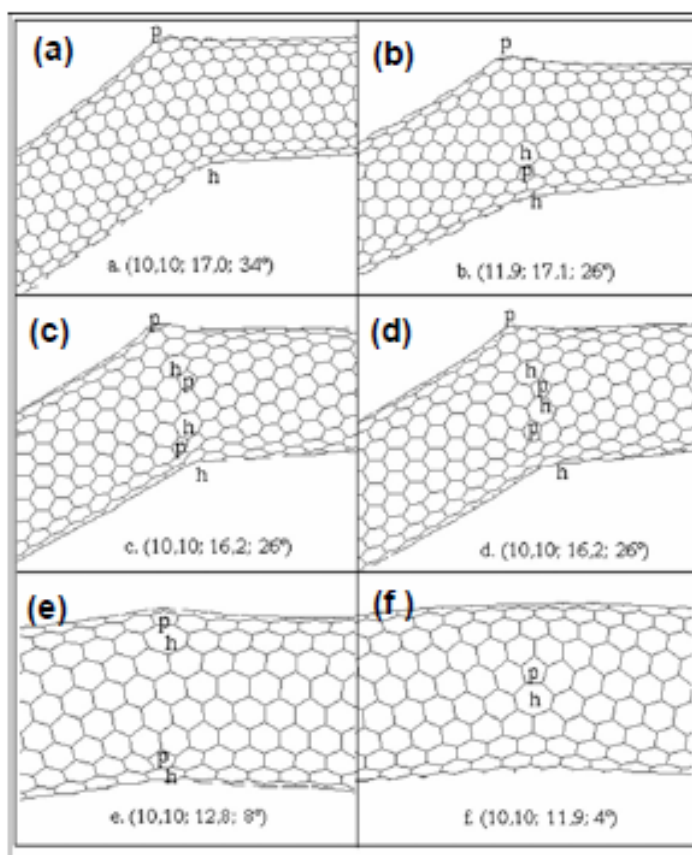 (a)
p
h
a. (10,10; 17,0; 34º)
(b)
p
h
p
h
b. (11,9; 17,1; 26º)
(c)
p
h
p
h
p
h
c. (10,10; 16,2; 26º)
(d)
p
h
p
h
p
h
d. (10,10; 16,2; 26º)
(e)
p
h
p
h
e. (10,10; 12,8; 8º)
(f )
p
h
f. (10,10; 11,9; 4º)